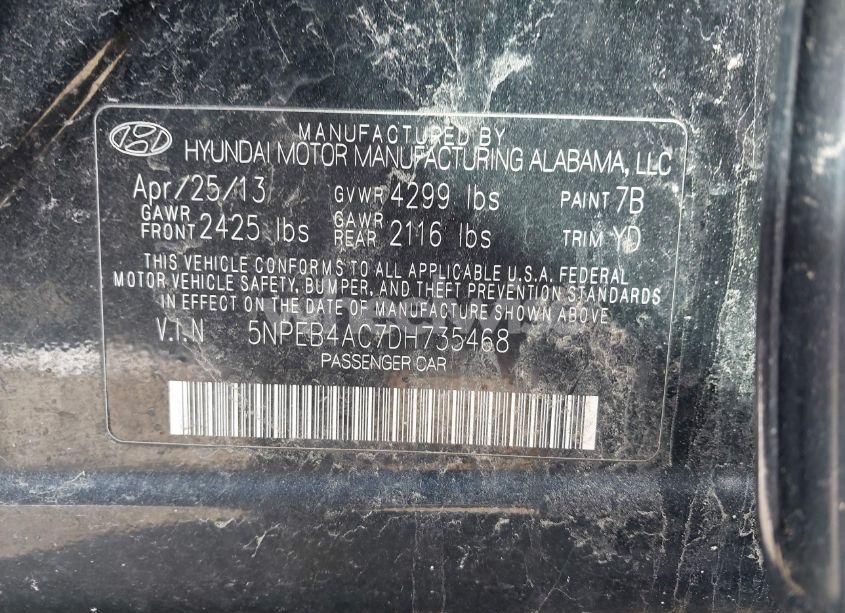 MANUFACTURED BY
HYUNDAI MOTOR MANUFACTURING ALABAMA, LLC
Apr/25/13 GVWR 4299 lbs PAINT 7B
GAWR FRONT 2425 lbs GAWR REAR 2116 lbs TRIM YD
THIS VEHICLE CONFORMS TO ALL APPLICABLE U.S.A. FEDERAL
MOTOR VEHICLE SAFETY, BUMPER, AND THEFT PREVENTION STANDARDS
IN EFFECT ON THE DATE OF MANUFACTURE SHOWN ABOVE
V.I.N 5NPEB4AC7DH735468
PASSENGER CAR